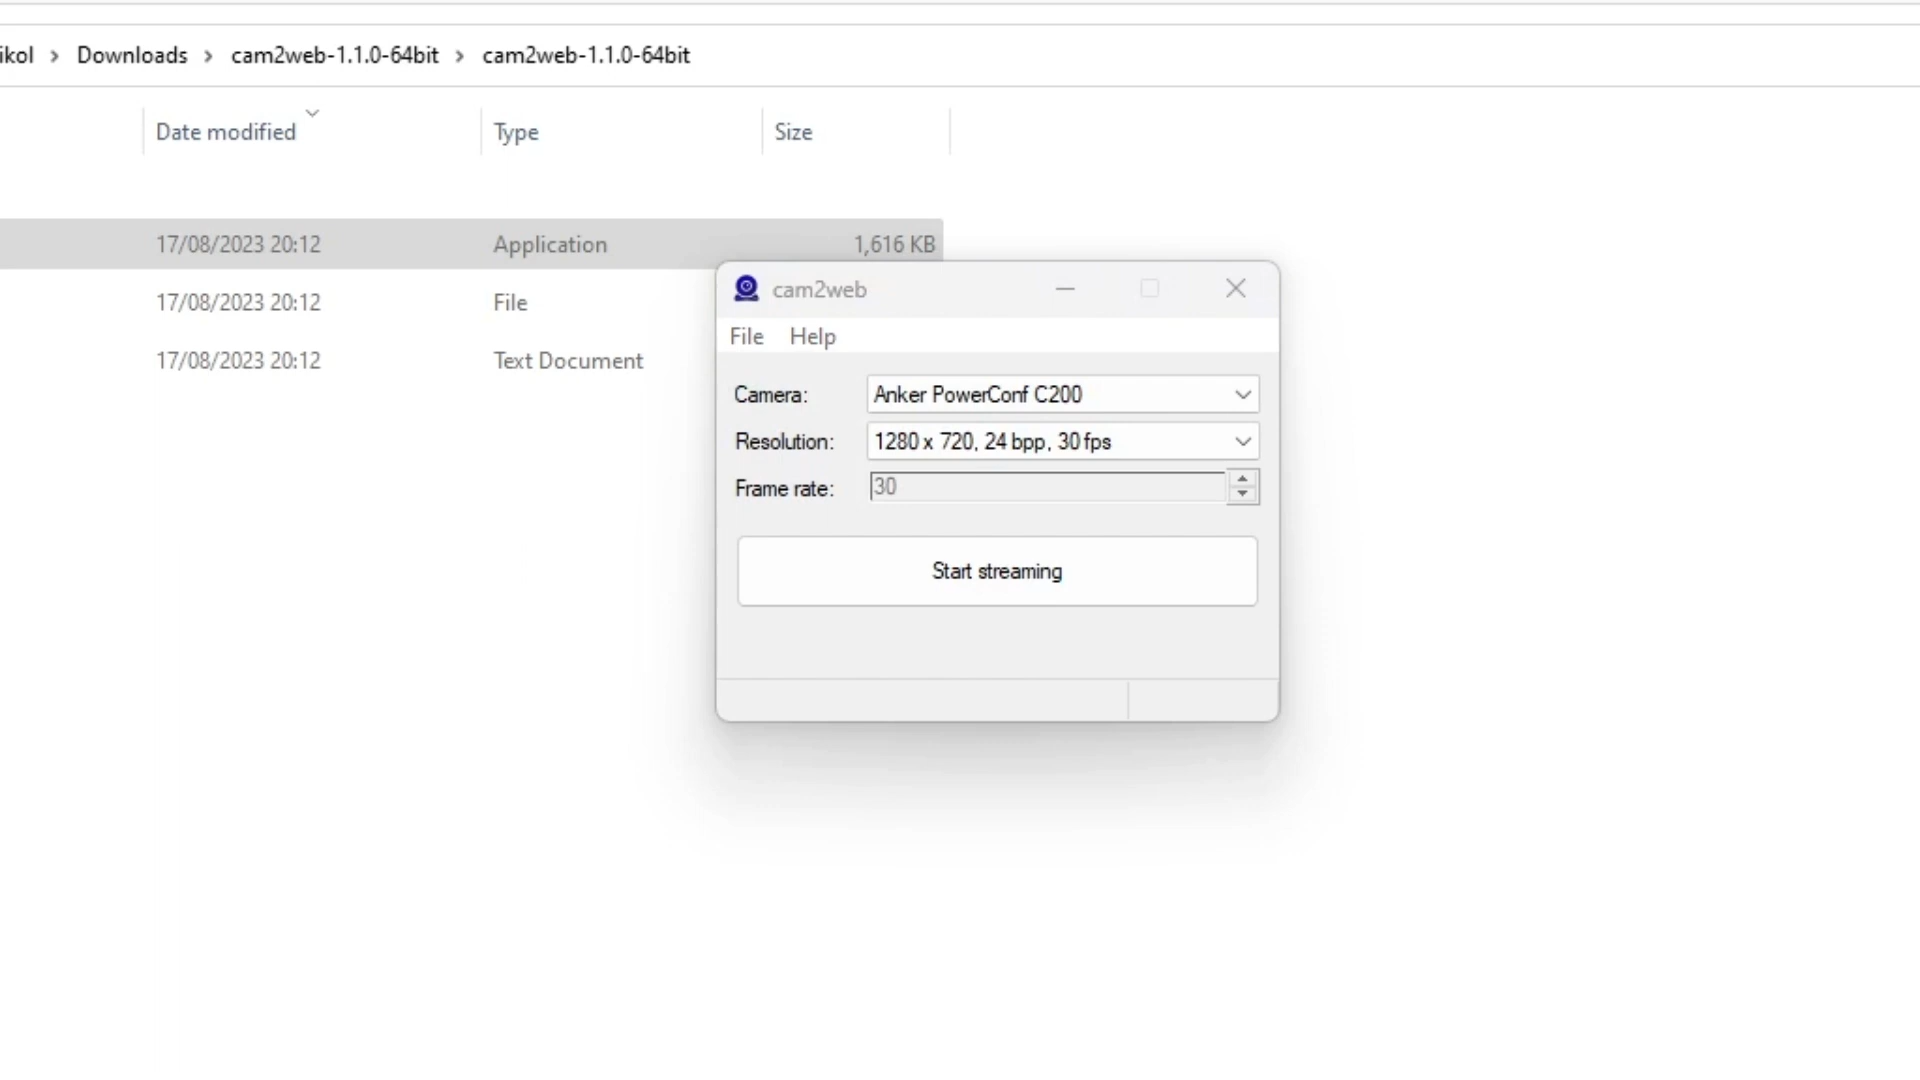 ikol > Downloads > cam2web-1.1.0-64bit > cam2web-1.1.0-64bit
Date modified Type Size
17/08/2023 20:12 Application 1,616 KB
17/08/2023 20:12 File
17/08/2023 20:12 Text Document
cam2web
File Help
Camera: Anker PowerConf C200
Resolution: 1280 x 720, 24 bpp, 30 fps
Frame rate: 30
Start streaming